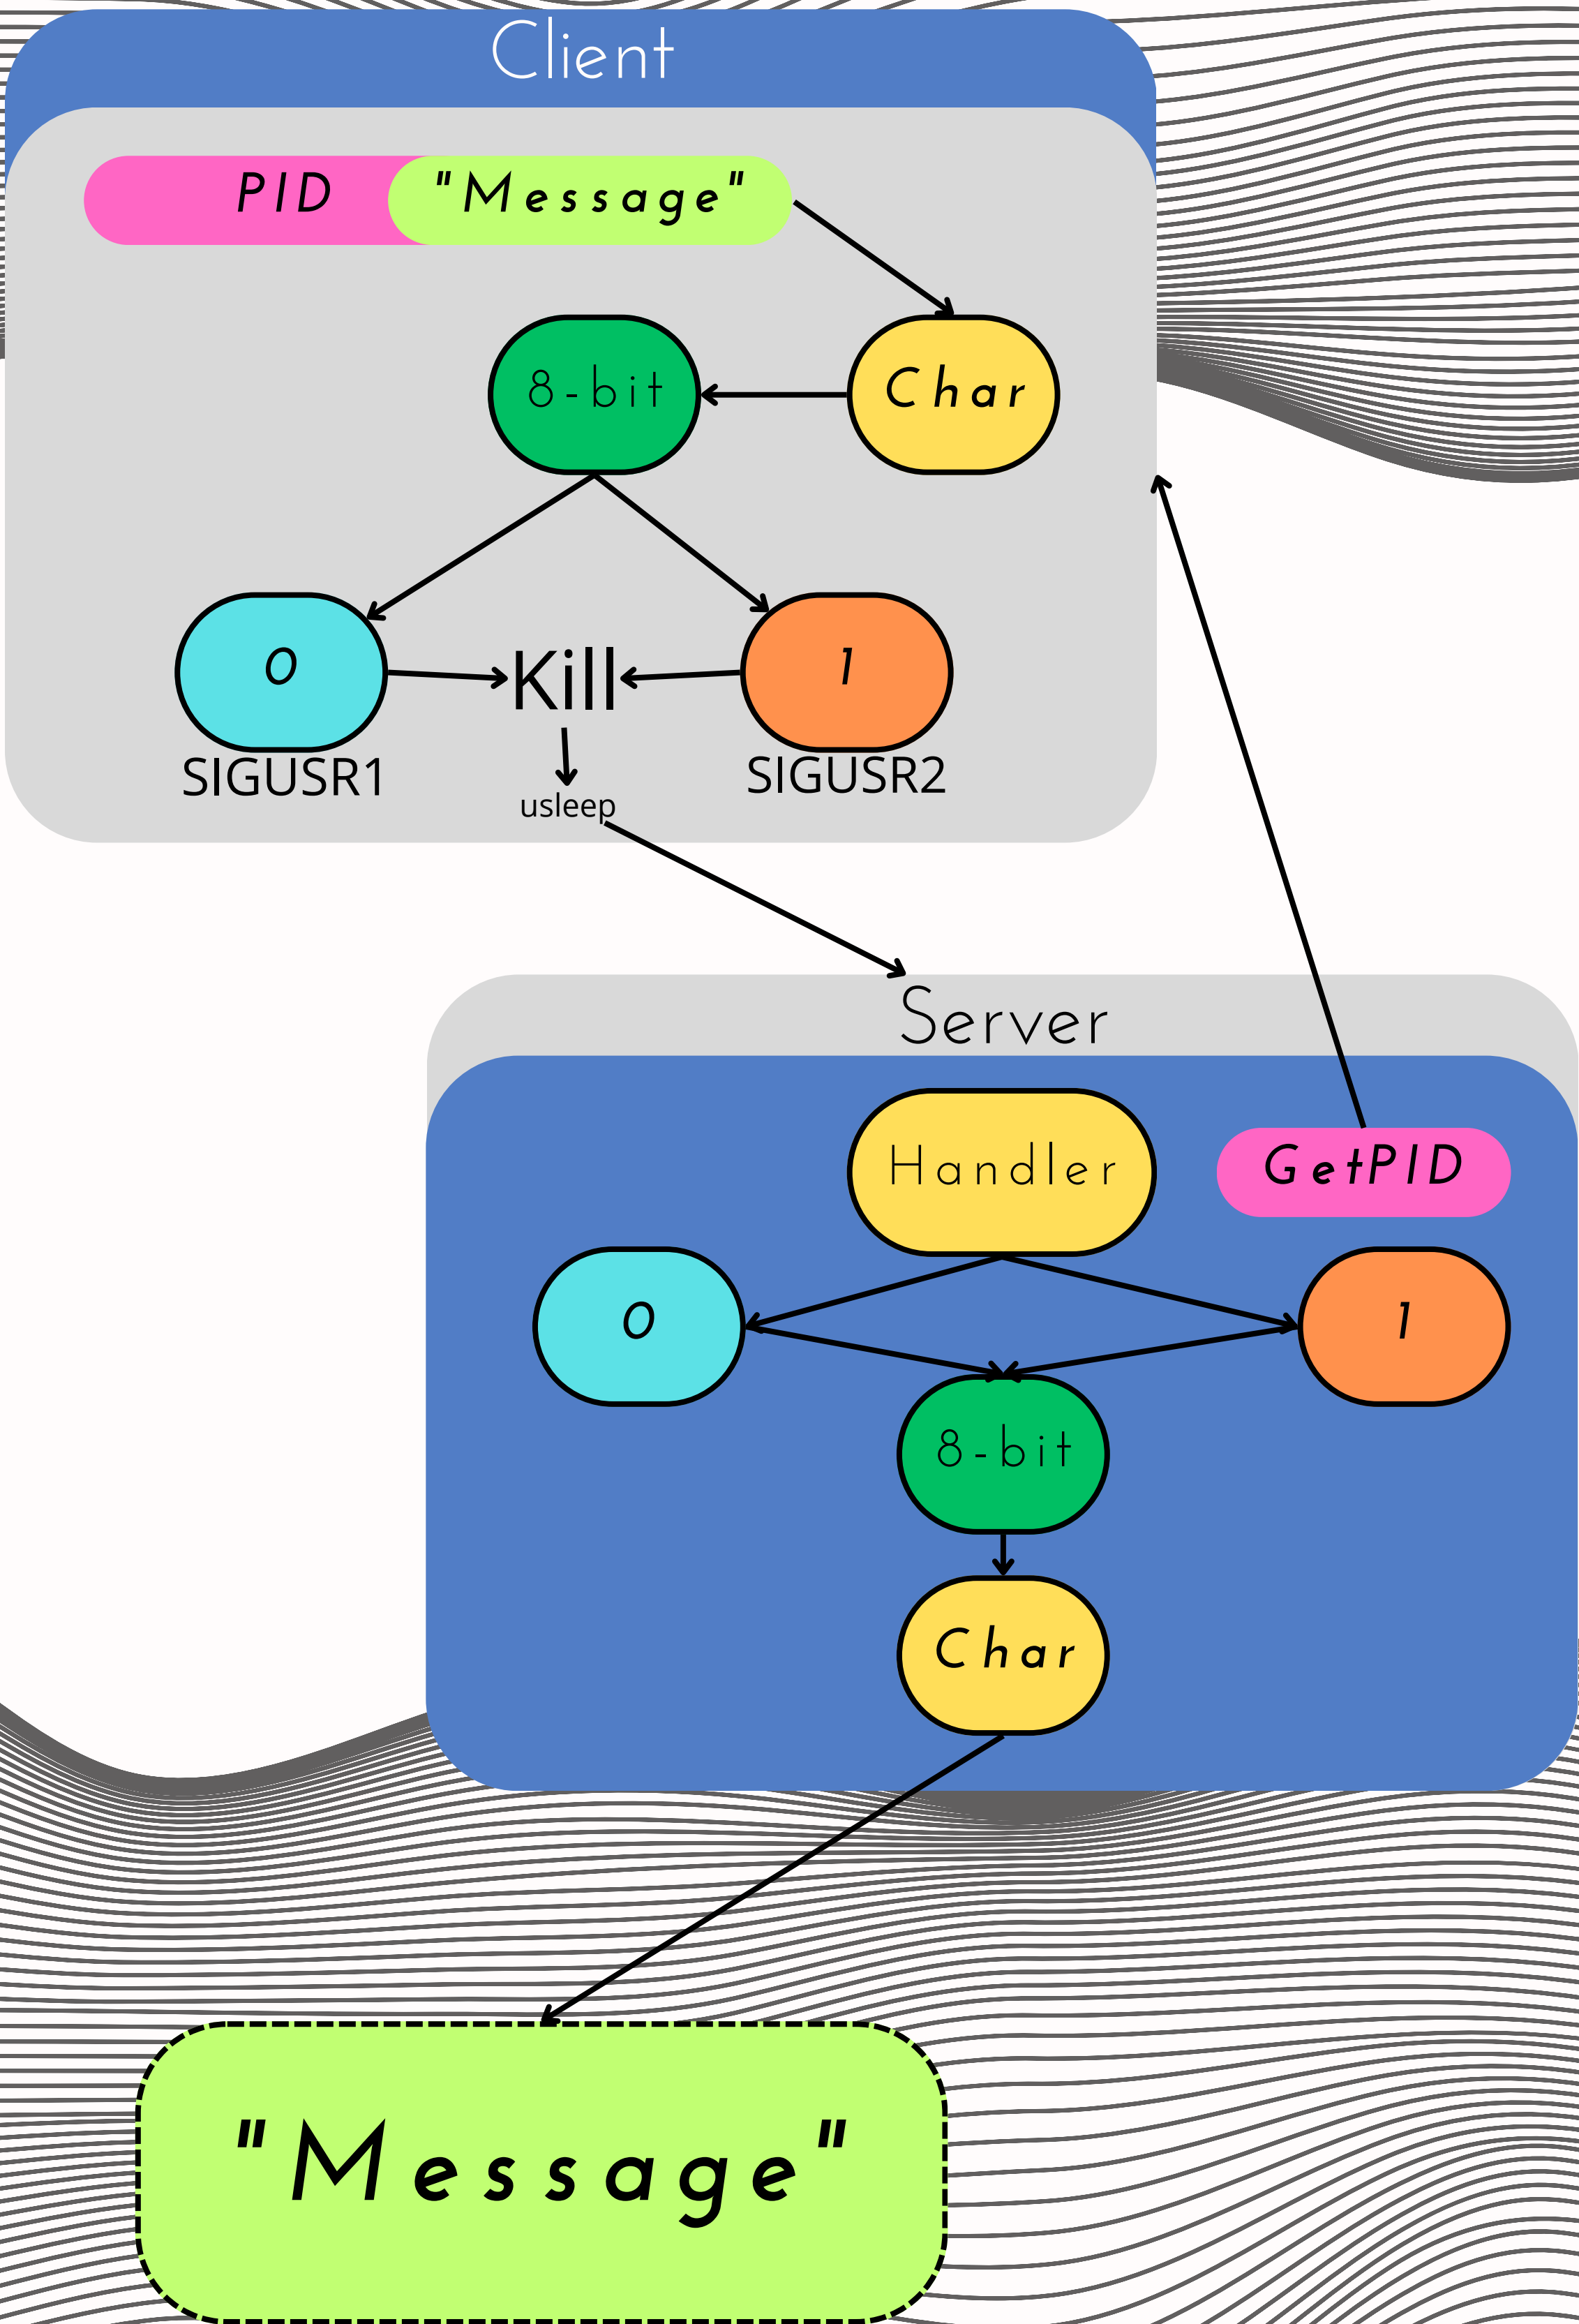 Client
PID
"Message"
8-bit
Char
0
Kill
1
SIGUSR1
SIGUSR2
usleep
Server
Handler
GetPID
0
1
8-bit
Char
"Message"